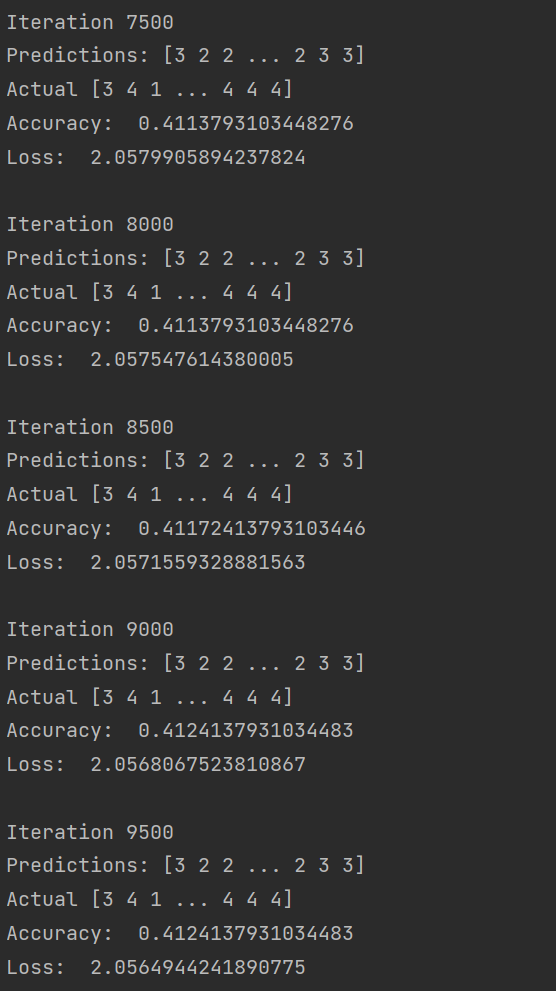 Iteration 7500
Predictions: [3 2 2 ... 2 3 3]
Actual [3 4 1 ... 4 4 4]
Accuracy:  0.4113793103448276
Loss:  2.0579905894237824
Iteration 8000
Predictions: [3 2 2 ... 2 3 3]
Actual [3 4 1 ... 4 4 4]
Accuracy:  0.4113793103448276
Loss:  2.057547614380005
Iteration 8500
Predictions: [3 2 2 ... 2 3 3]
Actual [3 4 1 ... 4 4 4]
Accuracy:  0.41172413793103446
Loss:  2.0571559328881563
Iteration 9000
Predictions: [3 2 2 ... 2 3 3]
Actual [3 4 1 ... 4 4 4]
Accuracy:  0.4124137931034483
Loss:  2.0568067523810867
Iteration 9500
Predictions: [3 2 2 ... 2 3 3]
Actual [3 4 1 ... 4 4 4]
Accuracy:  0.4124137931034483
Loss:  2.0564944241890775